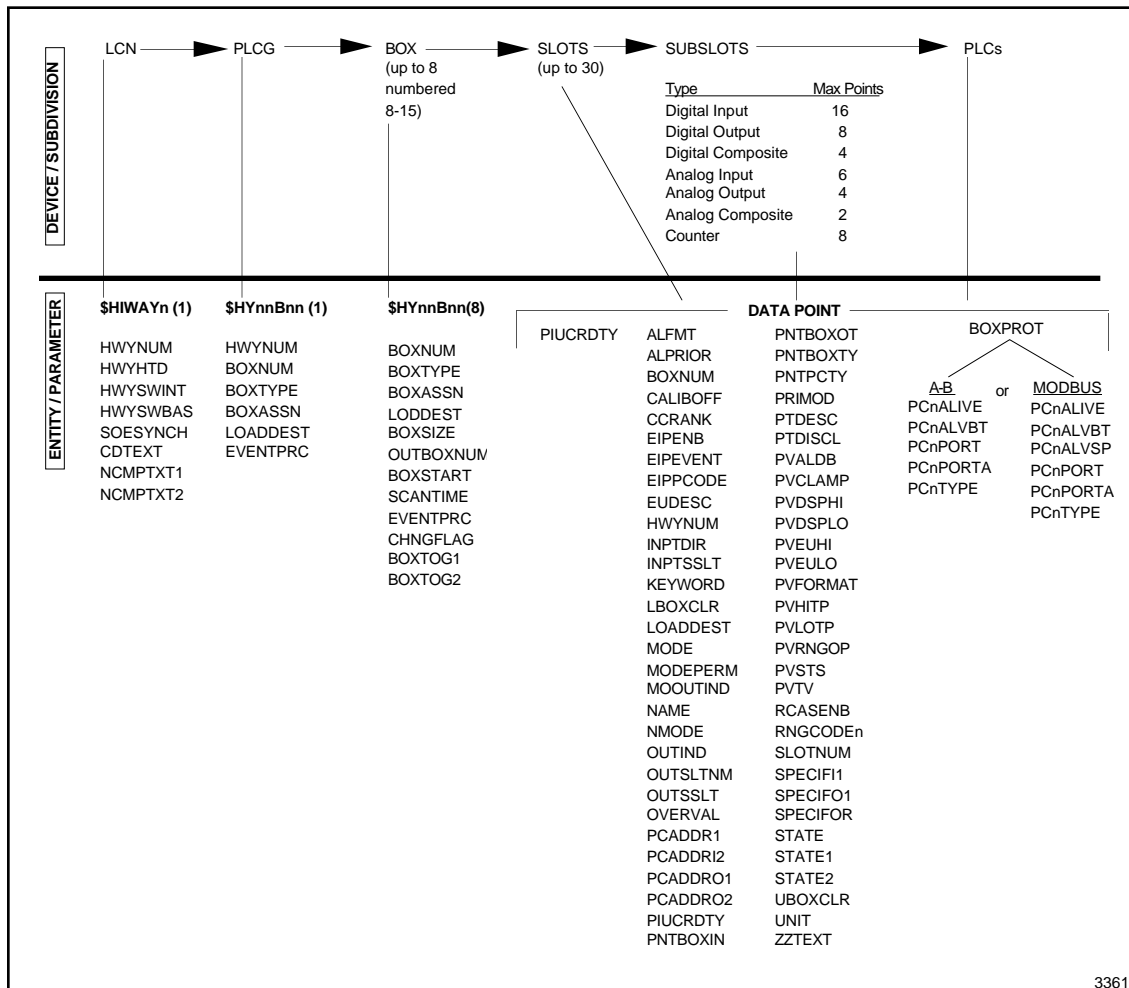 DEVICE / SUBDIVISION
LCN PLCG BOX SLOTS SUBSLOTS PLCs
(up to 8 (up to 30)
numbered
8-15)
Type Max Points
Digital Input 16
Digital Output 8
Digital Composite 4
Analog Input 6
Analog Output 4
Analog Composite 2
Counter 8
ENTITY / PARAMETER
$HIWAYn (1)
HWYNUM
HWYHTD
HWYSWINT
HWYSWBAS
SOESYNCH
CDTEXT
NCMPTXT1
NCMPTXT2
$HYnnBnn (1)
HWYNUM
BOXNUM
BOXTYPE
BOXASSN
LOADDEST
EVENTPRC
$HYnnBnn(8)
BOXNUM
BOXTYPE
BOXASSN
LODDEST
BOXSIZE
OUTBOXNUM
BOXSTART
SCANTIME
EVENTPRC
CHNGFLAG
BOXTOG1
BOXTOG2
DATA POINT
PIUCRDTY
ALFMT
ALPRIOR
BOXNUM
CALIBOFF
CCRANK
EIPENB
EIPEVENT
EIPPCODE
EUDESC
HWYNUM
INPTDIR
INPTSSLT
KEYWORD
LBOXCLR
LOADDEST
MODE
MODEPERM
MOOUTIND
NAME
NMODE
OUTIND
OUTSLTNM
OUTSSLT
OVERVAL
PCADDR1
PCADDRI2
PCADDRO1
PCADDRO2
PIUCRDTY
PNTBOXIN
PNTBOXOT
PNTBOXTY
PNTPCTY
PRIMOD
PTDESC
PTDISCL
PVALDB
PVCLAMP
PVDSPHI
PVDSPLO
PVEUHI
PVEULO
PVFORMAT
PVHITP
PVLOTP
PVRNGOP
PVSTS
PVTV
RCASENB
RNGCODEn
SLOTNUM
SPECIFI1
SPECIFO1
SPECIFOR
STATE
STATE1
STATE2
UBOXCLR
UNIT
ZZTEXT
BOXPROT
A-B or MODBUS
PCnALIVE
PCnALVBT
PCnPORT
PCnPORTA
PCnTYPE
PCnALIVE
PCnALVBT
PCnALVSP
PCnPORT
PCnPORTA
PCnTYPE
3361